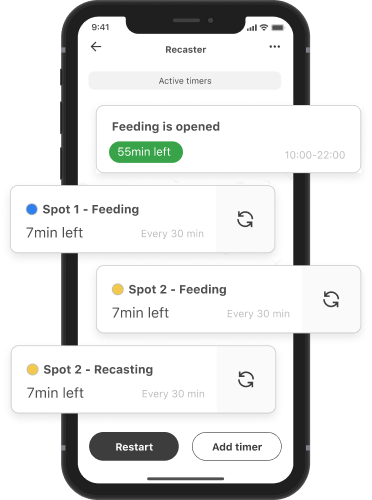 9:41
Recaster
Active timers
Feeding is opened
55min left
10:00–22:00
Spot 1 - Feeding
7min left
Every 30 min
Spot 2 - Feeding
7min left
Every 30 min
Spot 2 - Recasting
7min left
Every 30 min
Restart
Add timer